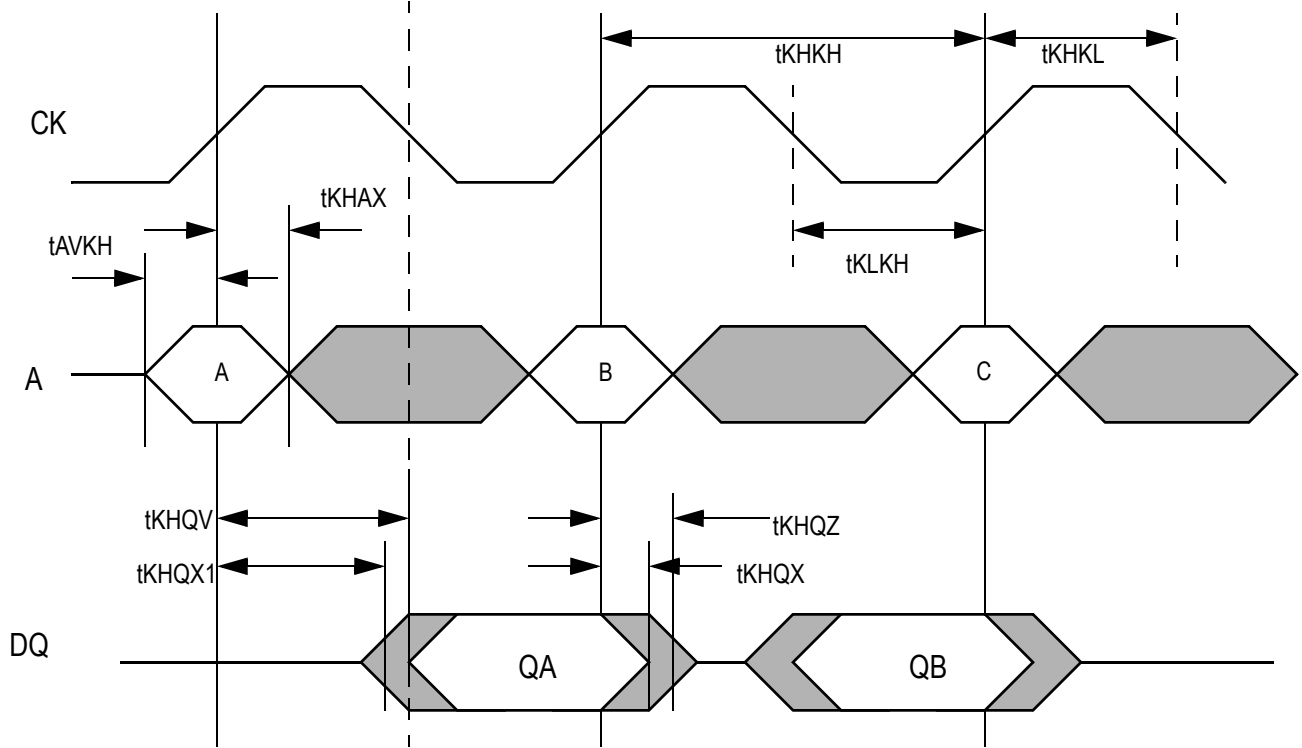 tKHKH
tKHKL
CK
tKHAX
tAVKH
tKLKH
A
A
B
C
tKHQV
tKHQZ
tKHQX1
tKHQX
DQ
QA
QB